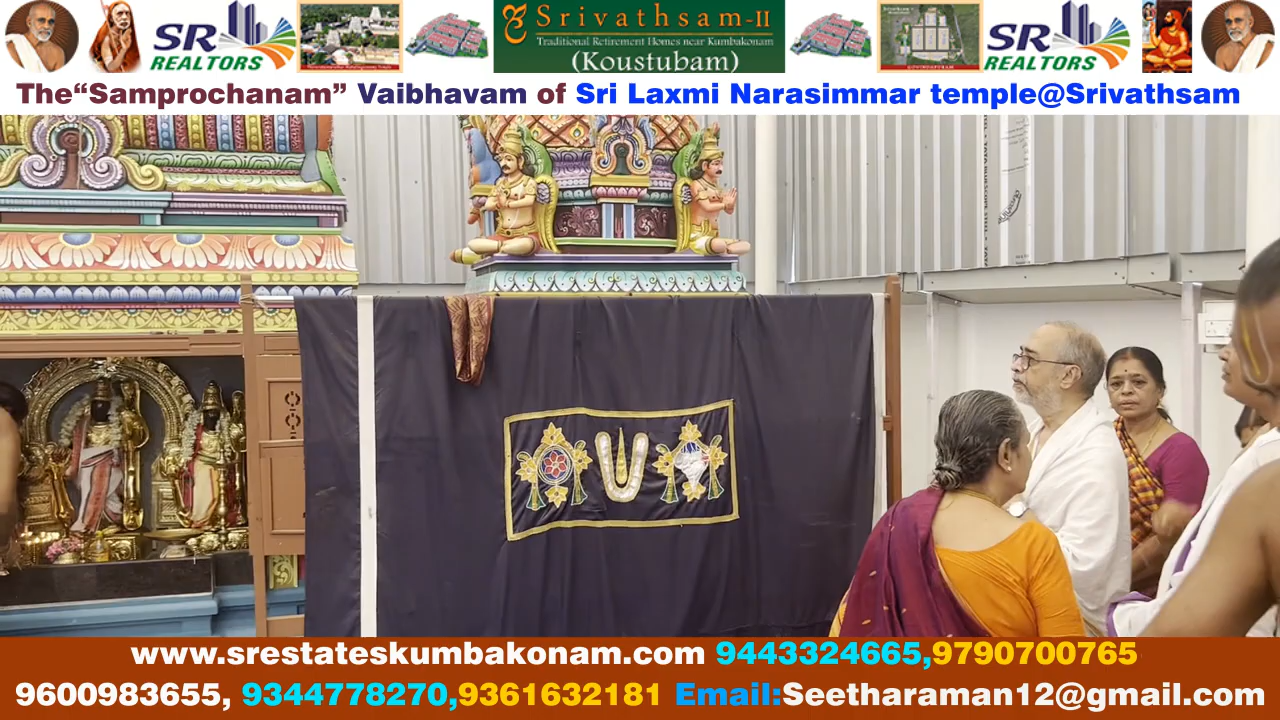 SR
REALTORS
Srivathsam-II
Traditional Retirement Homes near Kumbakonam
(Koustubam)
SR
REALTORS
The“Samprochanam” Vaibhavam of Sri Laxmi Narasimmar temple@Srivathsam
www.srestateskumbakonam.com 9443324665,9790700765
9600983655, 9344778270,9361632181 Email:Seetharaman12@gmail.com